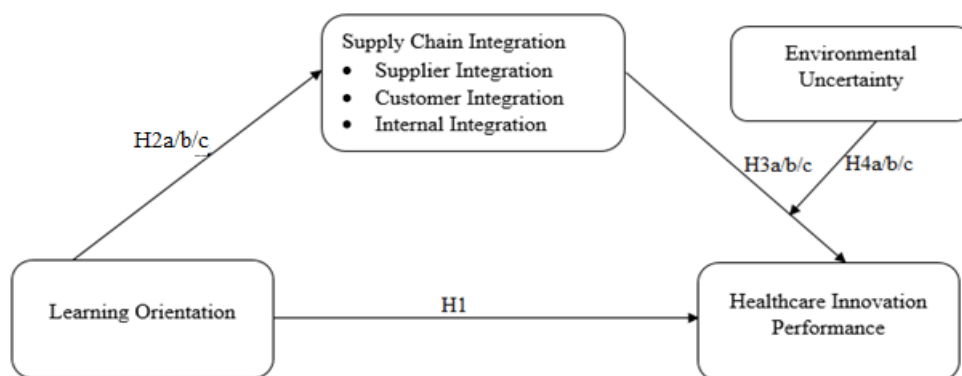 Supply Chain Integration
• Supplier Integration
• Customer Integration
• Internal Integration
Environmental
Uncertainty
H2a/b/c
H3a/b/c
H4a/b/c
Learning Orientation
H1
Healthcare Innovation
Performance